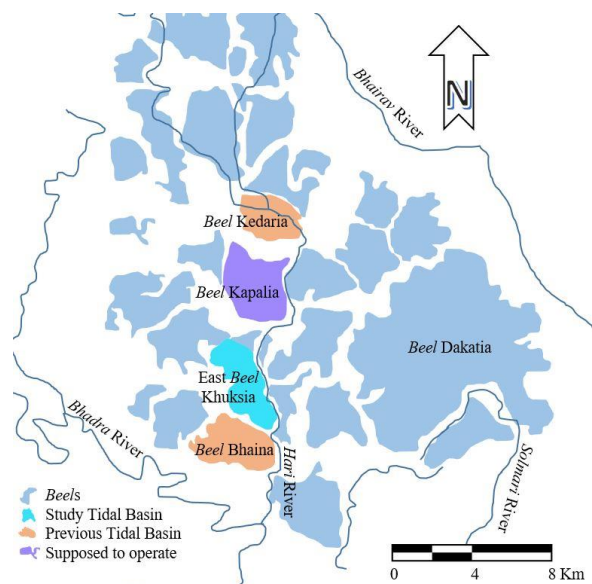 N
Bhairav River
Beel Kedaria
Beel Kapalia
Beel Dakatia
East Beel
Khuksia
Bhadra River
Beel Bhaina
Hari River
Solmari River
Beels
Study Tidal Basin
Previous Tidal Basin
Supposed to operate
0 4 8 Km